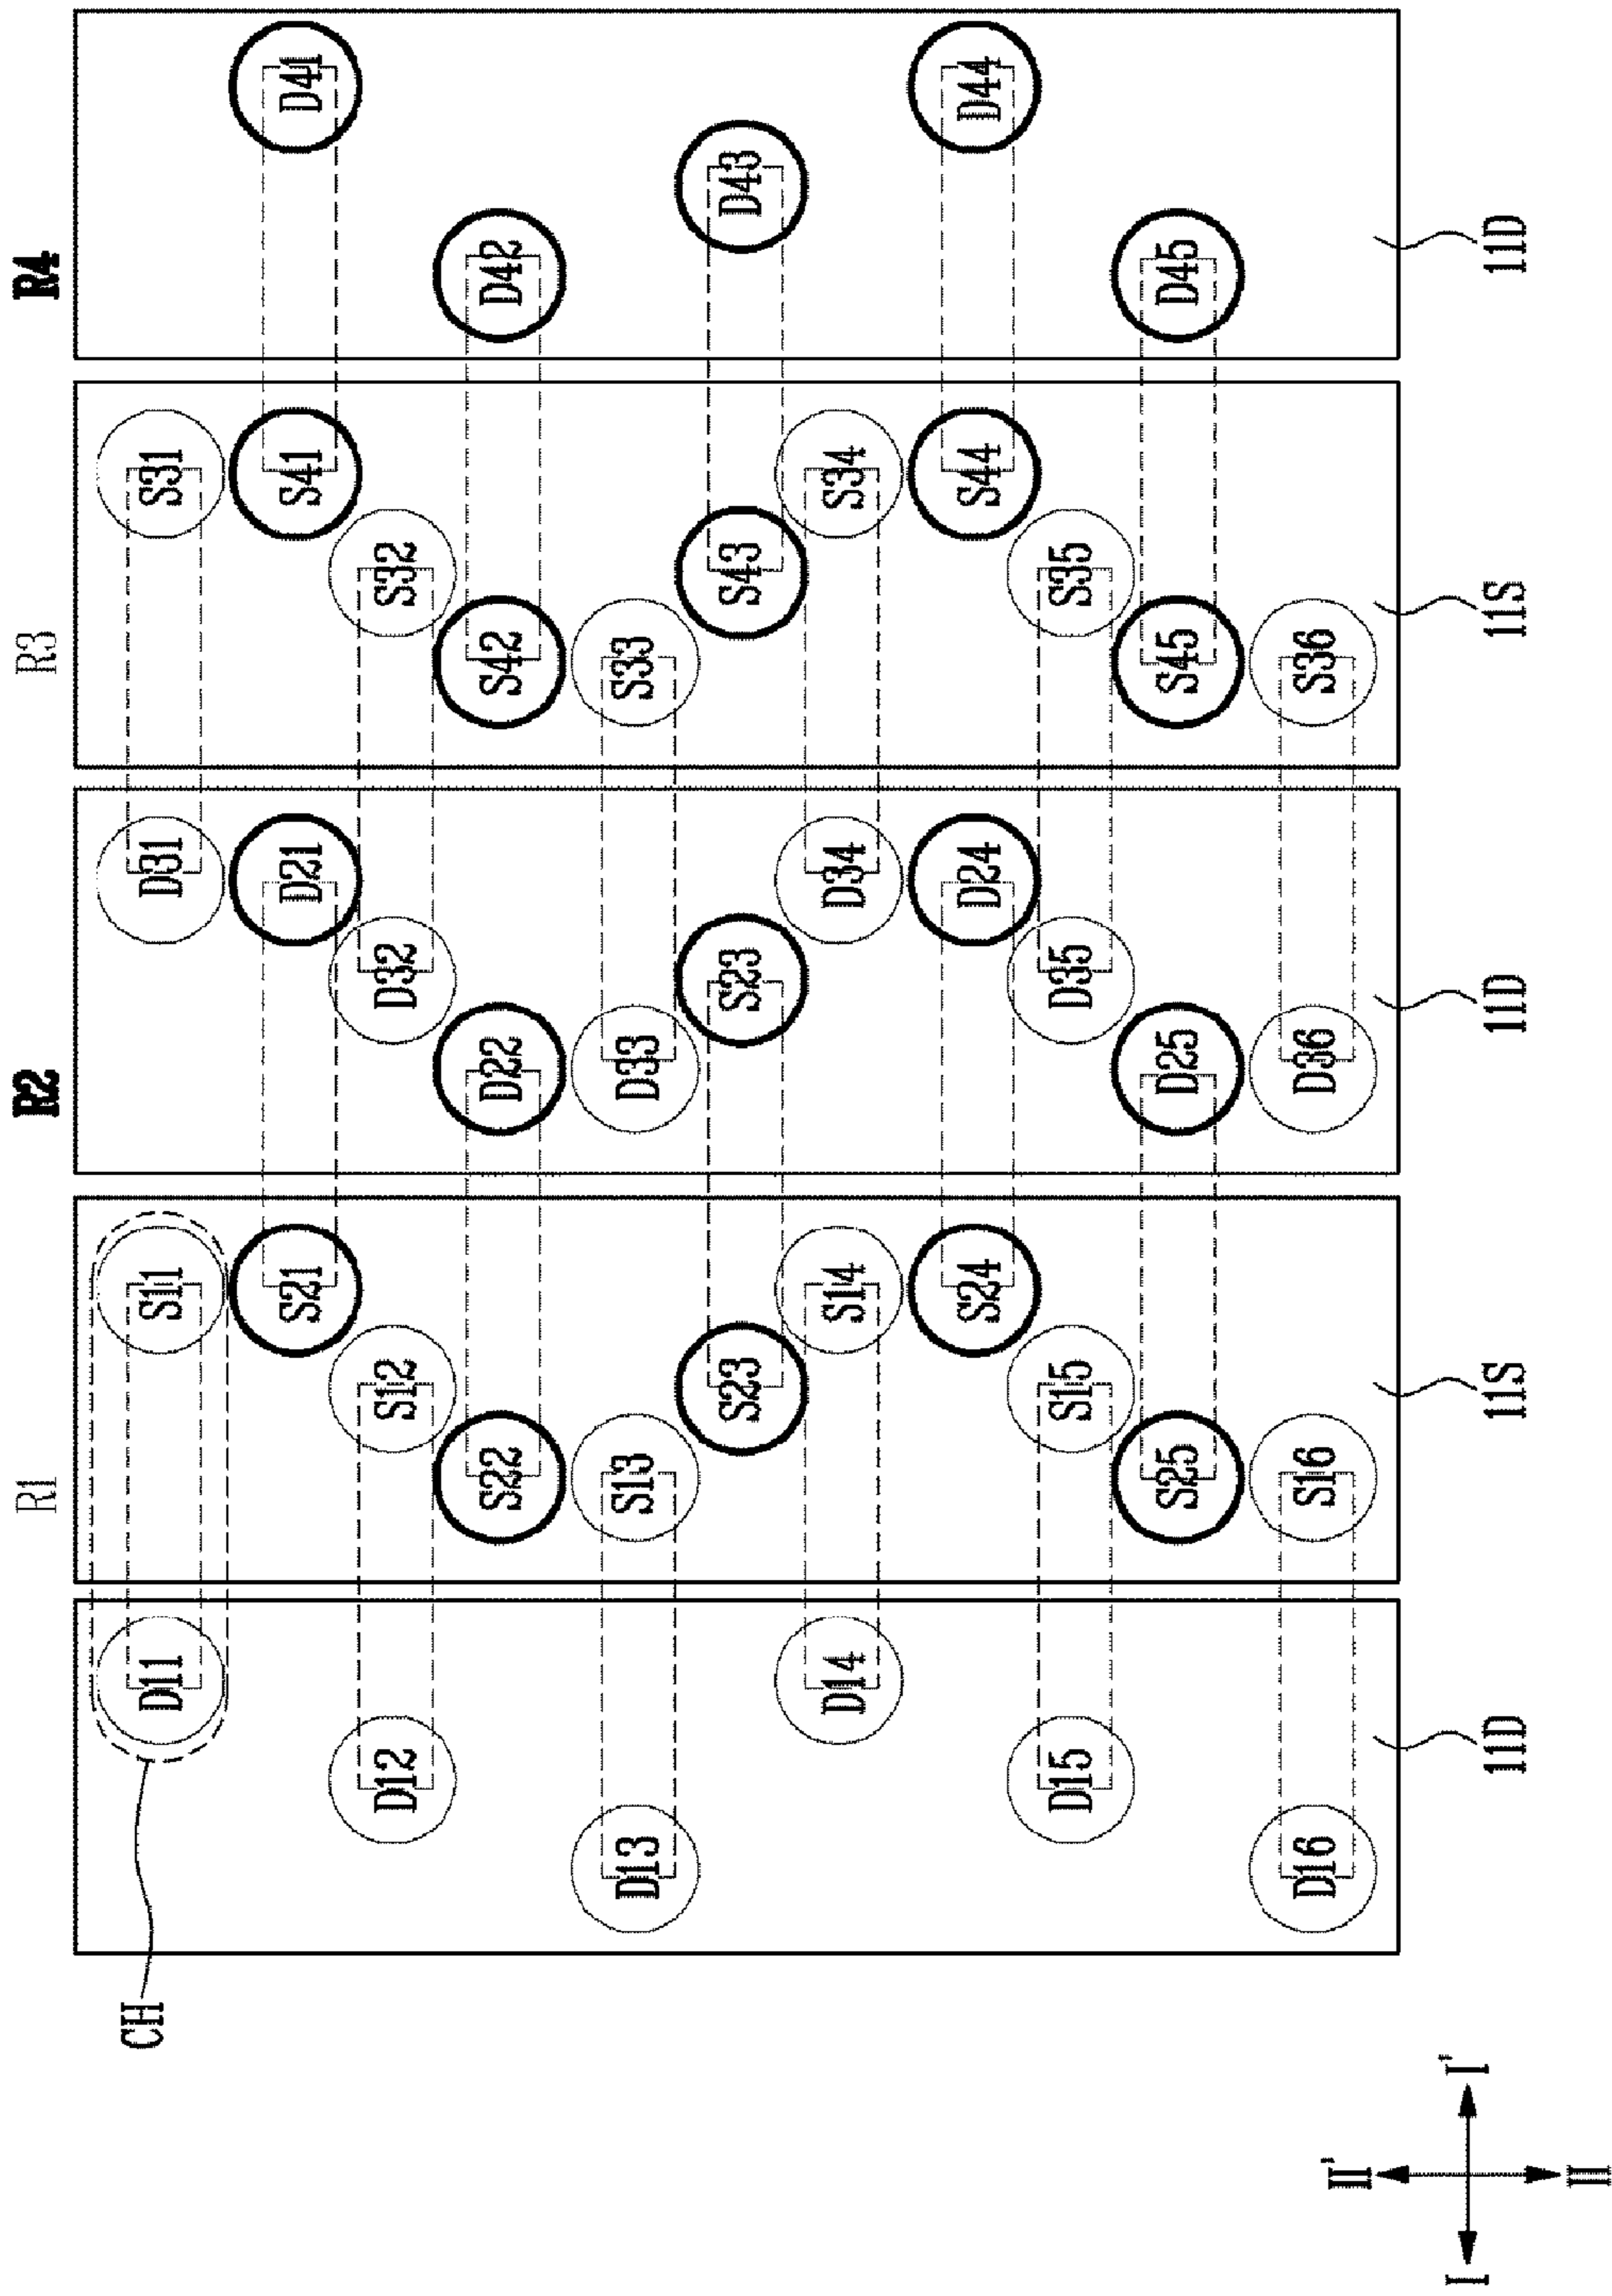 R1 R2 R3 R4
CH
D11 S11 D31 S31
S21 D21 S41 D41
D12 S12 D32 S32
S22 D22 S42 D42
D13 S13 D33 S33
S23 S23 S43 D43
D14 S14 D34 S34
S24 D24 S44 D44
D15 S15 D35 S35
S25 D25 S45 D45
D16 S16 D36 S36
11D 11S 11D 11S 11D
II'
I I'
II